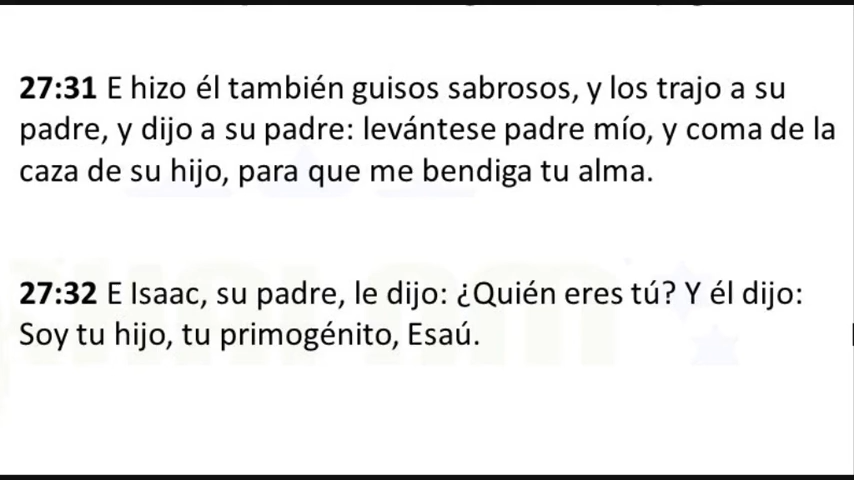 27:31 E hizo él también guisos sabrosos, y los trajo a su
padre, y dijo a su padre: levántese padre mío, y coma de la
caza de su hijo, para que me bendiga tu alma.
27:32 E Isaac, su padre, le dijo: ¿Quién eres tú? Y él dijo:
Soy tu hijo, tu primogénito, Esaú.